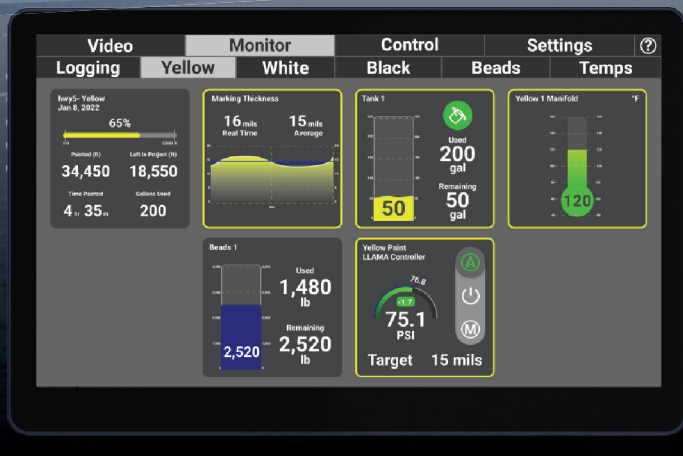 Video Monitor Control Settings ?
Logging Yellow White Black Beads Temps
hwy5- Yellow
Jan 8, 2022
65%
Painted (ft) Left in Project (ft)
34,450 18,550
Time Painted Gallons Used
4 hr 35 m 200
Marking Thickness
16 mils 15 mils
Real Time Average
Tank 1
Used
200
gal
Remaining
50
gal
50
Yellow 1 Manifold °F
120
Beads 1
Used
1,480
lb
Remaining
2,520
lb
2,520
Yellow Paint
LLAMA Controller
A
76.8
-1.7
75.1
PSI
M
Target 15 mils